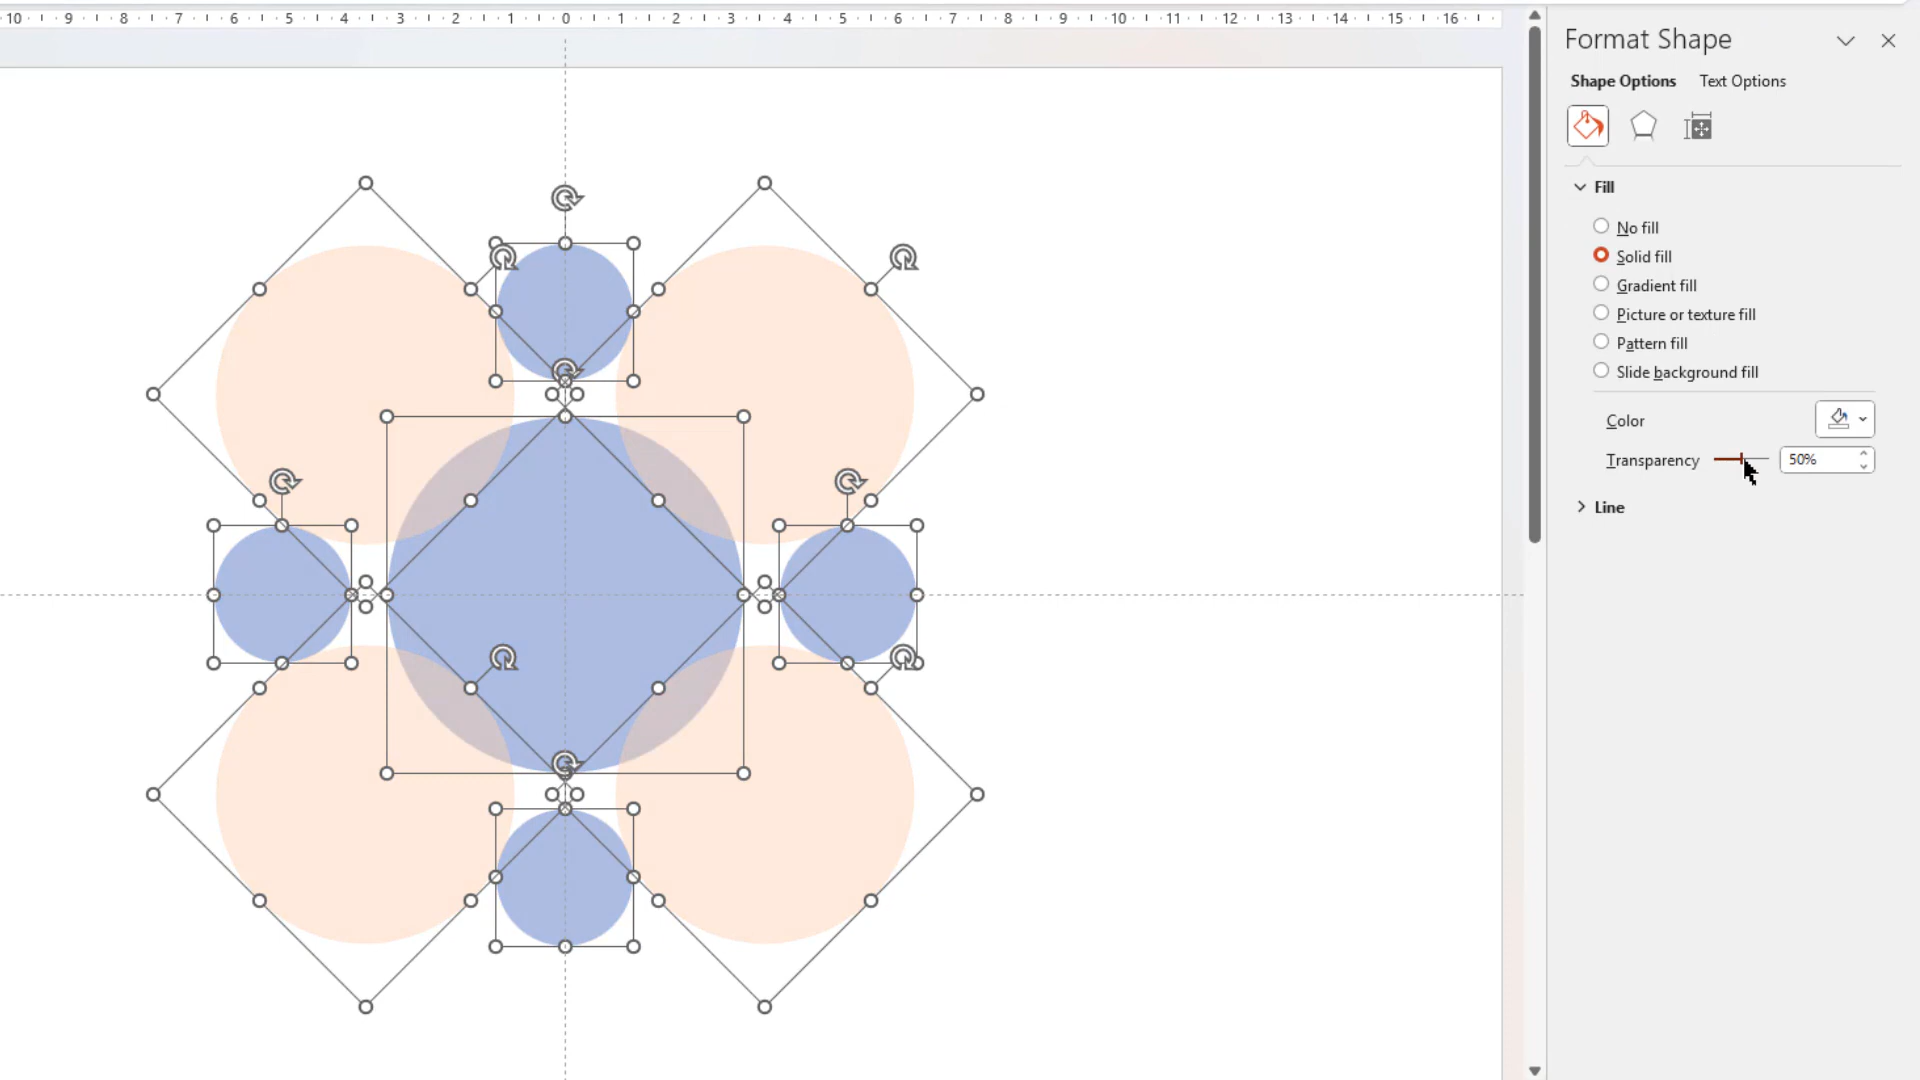 10 9 8 7 6 5 4 3 2 1 0 1 2 3 4 5 6 7 8 9 10 11 12 13 14 15 16
Format Shape
Shape Options Text Options
Fill
No fill
Solid fill
Gradient fill
Picture or texture fill
Pattern fill
Slide background fill
Color
Transparency 50%
Line